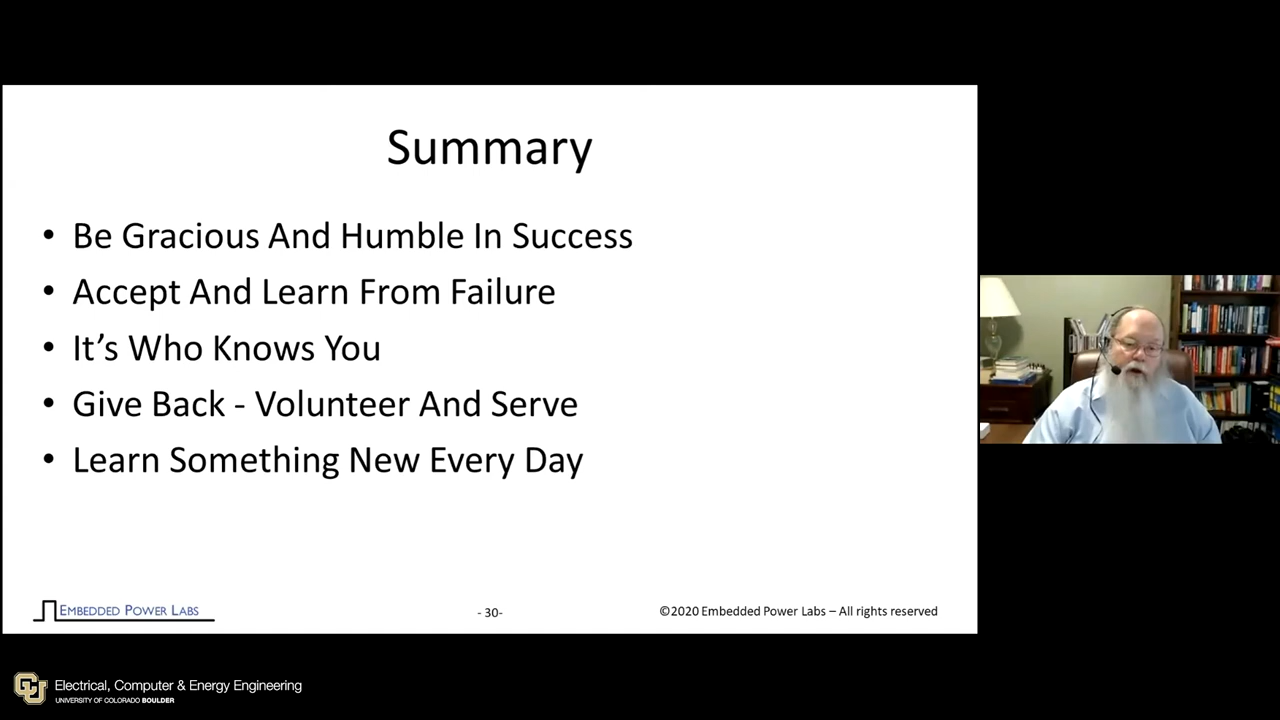 Summary
• Be Gracious And Humble In Success
• Accept And Learn From Failure
• It’s Who Knows You
• Give Back - Volunteer And Serve
• Learn Something New Every Day
EMBEDDED POWER LABS
- 30-
©2020 Embedded Power Labs – All rights reserved
CU
Electrical, Computer & Energy Engineering
UNIVERSITY OF COLORADO BOULDER